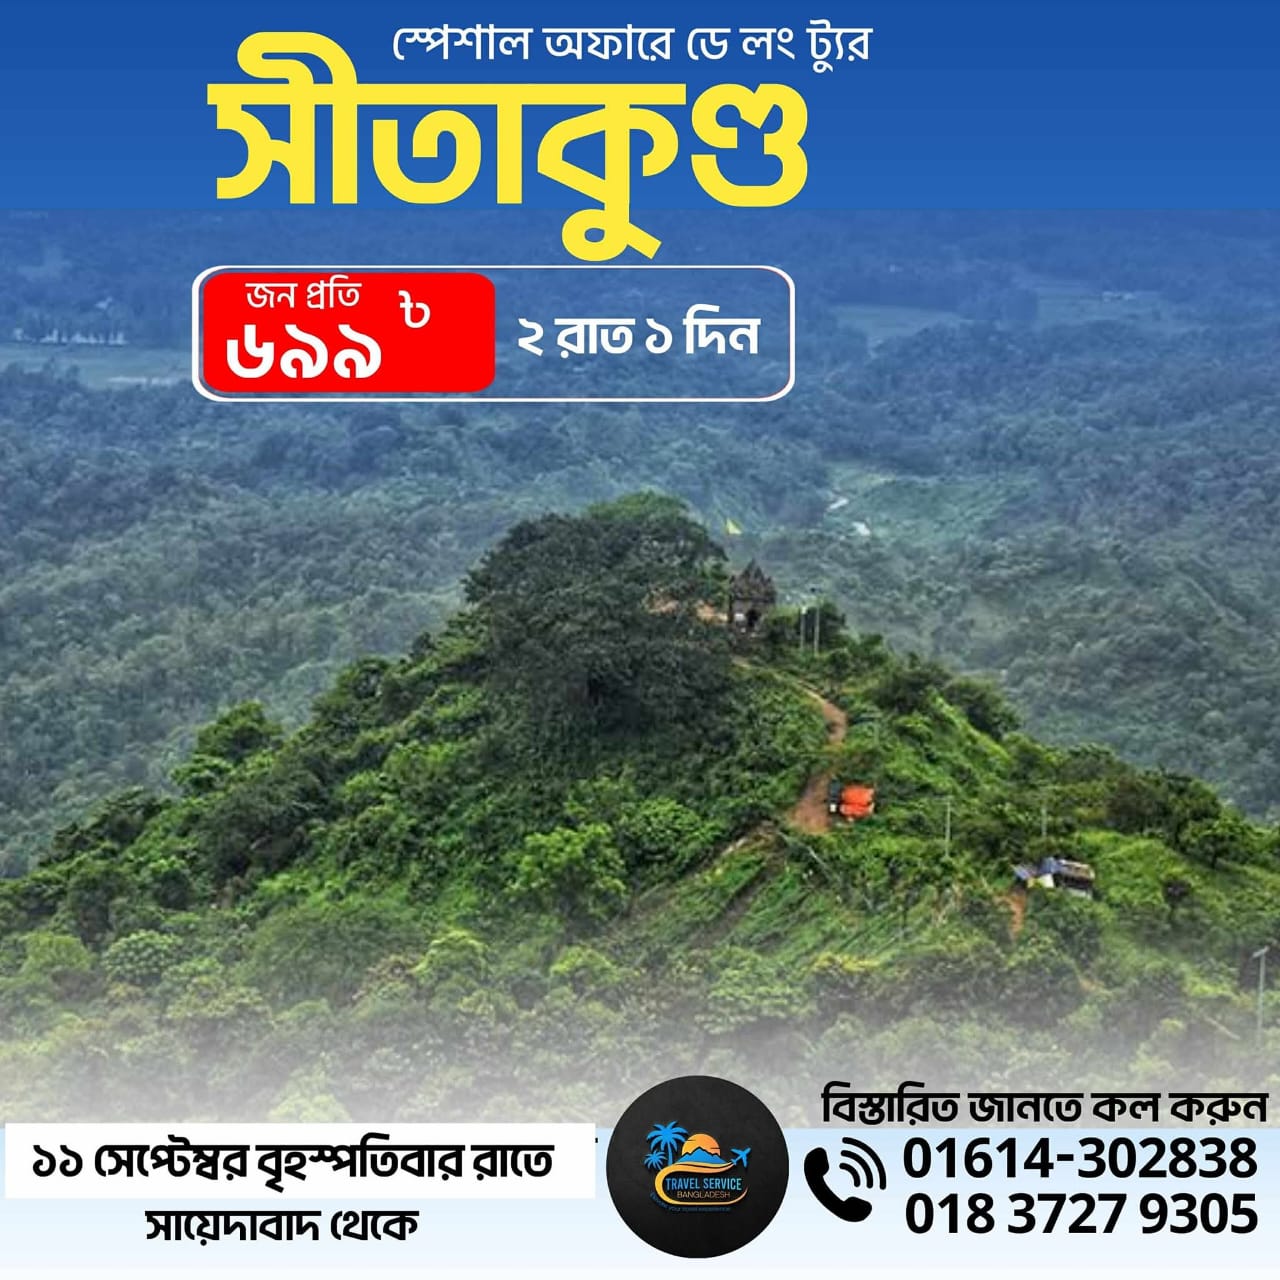 স্পেশাল অফারে ডে লং ট্যুর
সীতাকুণ্ড
জন প্রতি
৬৯৯ ৳
২ রাত ১ দিন
বিস্তারিত জানতে কল করুন
01614-302838
018 3727 9305
১১ সেপ্টেম্বর বৃহস্পতিবার রাতে
সায়েদাবাদ থেকে
TRAVEL SERVICE
BANGLADESH